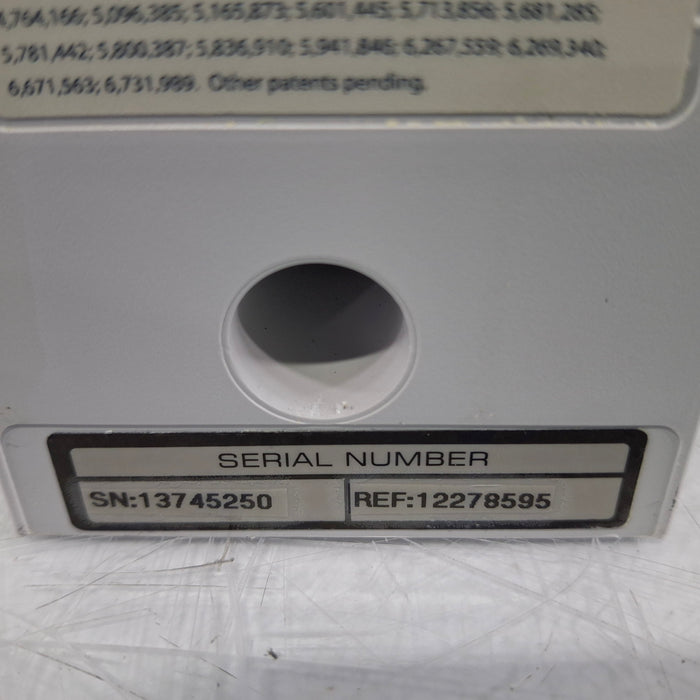 4,764,166; 5,096,385; 5,165,873; 5,601,445; 5,713,856; 5,681,285;
5,781,442; 5,800,387; 5,836,910; 5,941,846; 6,267,559; 6,269,340;
6,671,563; 6,731,989. Other patents pending.
SERIAL NUMBER
SN:13745250 REF:12278595